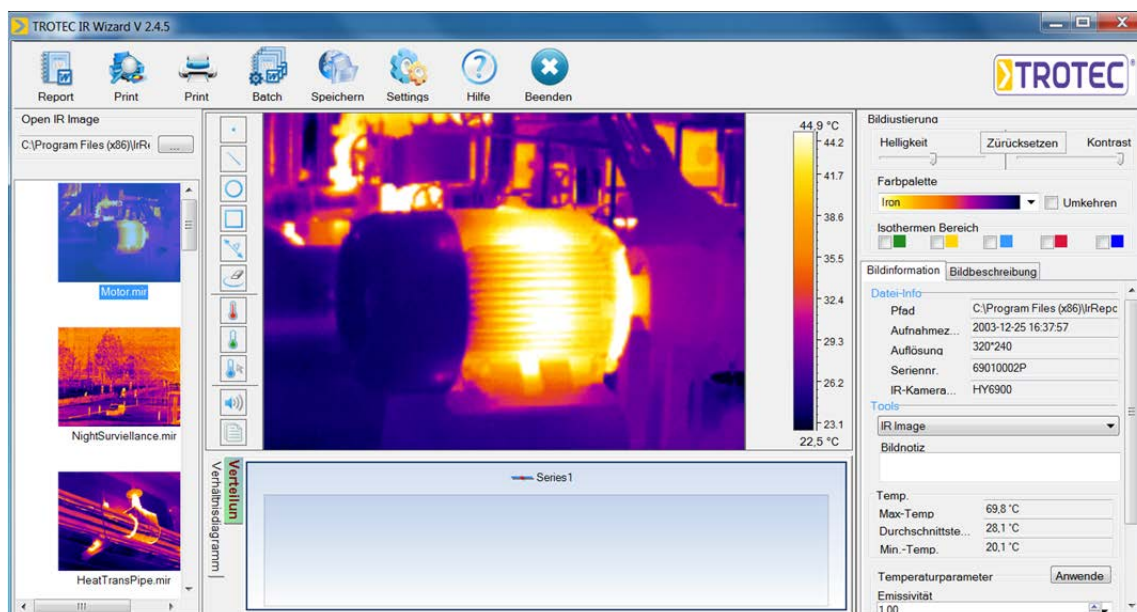 TROTEC IR Wizard V 2.4.5
Report Print Print Batch Speichern Settings Hilfe Beenden
TROTEC
Open IR Image
C:\Program Files (x86)\IrRe ...
Motor.mir
NightSurviellance.mir
HeatTransPipe.mir
44,9 °C
44.2
41.7
38.6
35.5
32.4
29.3
26.2
23.1
22,5 °C
Verteilun
Verhältnisdiagramm
Series1
Bildjustierung
Helligkeit Zürücksetzen Kontrast
Farbpalette
Iron Umkehren
Isothermen Bereich
Bildinformation Bildbeschreibung
Datei-Info
Pfad C:\Program Files (x86)\IrRepc
Aufnahmez... 2003-12-25 16:37:57
Auflösung 320*240
Seriennr. 69010002P
IR-Kamera... HY6900
Tools
IR Image
Bildnotiz
Temp.
Max-Temp 69,8 °C
Durchschnittste... 28,1 °C
Min.-Temp. 20,1 °C
Temperaturparameter Anwende
Emissivität
1.00